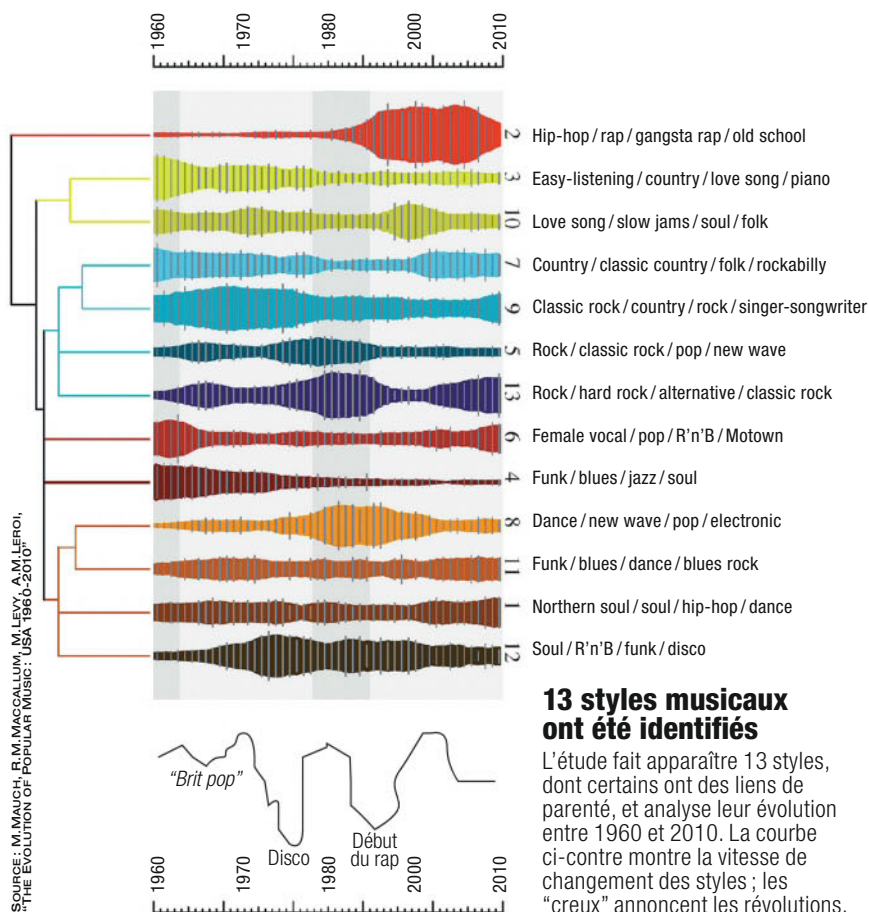 1960 1970 1980 2000 2010
2 Hip-hop / rap / gangsta rap / old school
3 Easy-listening / country / love song / piano
10 Love song / slow jams / soul / folk
7 Country / classic country / folk / rockabilly
9 Classic rock / country / rock / singer-songwriter
5 Rock / classic rock / pop / new wave
13 Rock / hard rock / alternative / classic rock
6 Female vocal / pop / R'n'B / Motown
4 Funk / blues / jazz / soul
8 Dance / new wave / pop / electronic
11 Funk / blues / dance / blues rock
1 Northern soul / soul / hip-hop / dance
12 Soul / R'n'B / funk / disco
SOURCE : M.MAUCH, R.M.MACCALLUM, M.LEVY, A.M.LEROI,
"THE EVOLUTION OF POPULAR MUSIC : USA 1960-2010"
"Brit pop"
Disco
Début
du rap
1960 1970 1980 2000 2010
13 styles musicaux
ont été identifiés
L'étude fait apparaître 13 styles,
dont certains ont des liens de
parenté, et analyse leur évolution
entre 1960 et 2010. La courbe
ci-contre montre la vitesse de
changement des styles ; les
"creux" annoncent les révolutions.